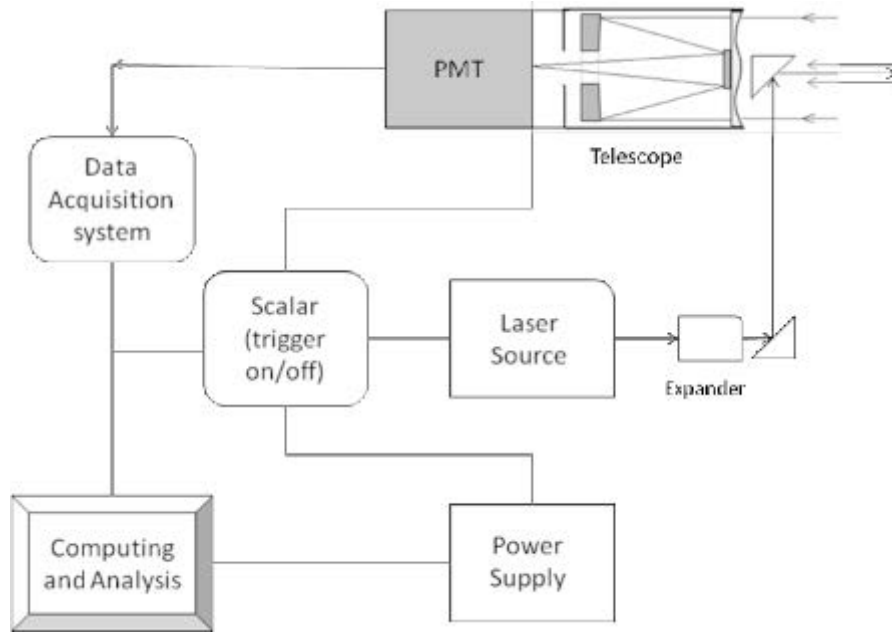 PMT
Telescope
Data
Acquisition
system
Scalar
(trigger
on/off)
Laser
Source
Expander
Computing
and Analysis
Power
Supply